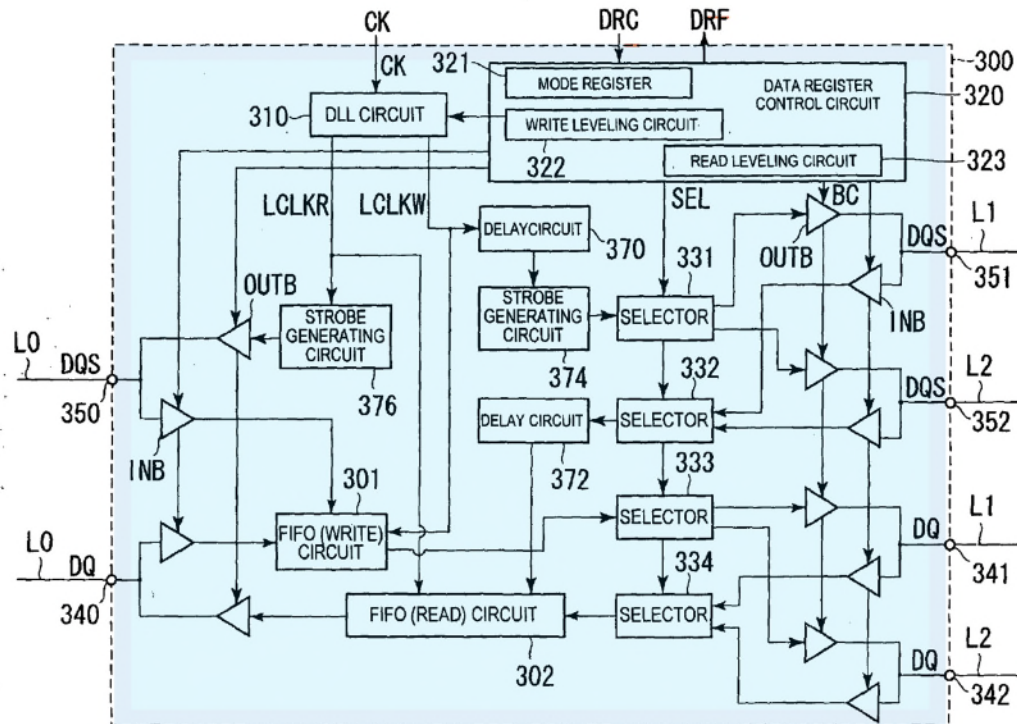 CK
DRC
DRF
300
CK
321
MODE REGISTER
DATA REGISTER
CONTROL CIRCUIT
320
310
DLL CIRCUIT
WRITE LEVELING CIRCUIT
322
READ LEVELING CIRCUIT
323
LCLKR
LCLKW
SEL
BC
DELAYCIRCUIT
370
331
OUTB
DQS
L1
351
OUTB
STROBE
GENERATING
CIRCUIT
376
STROBE
GENERATING
CIRCUIT
374
SELECTOR
INB
L0
DQS
350
332
L2
DQS
352
DELAY CIRCUIT
372
SELECTOR
INB
301
FIFO (WRITE)
CIRCUIT
333
SELECTOR
L1
DQ
341
L0
DQ
340
334
FIFO (READ) CIRCUIT
302
SELECTOR
DQ
L2
342